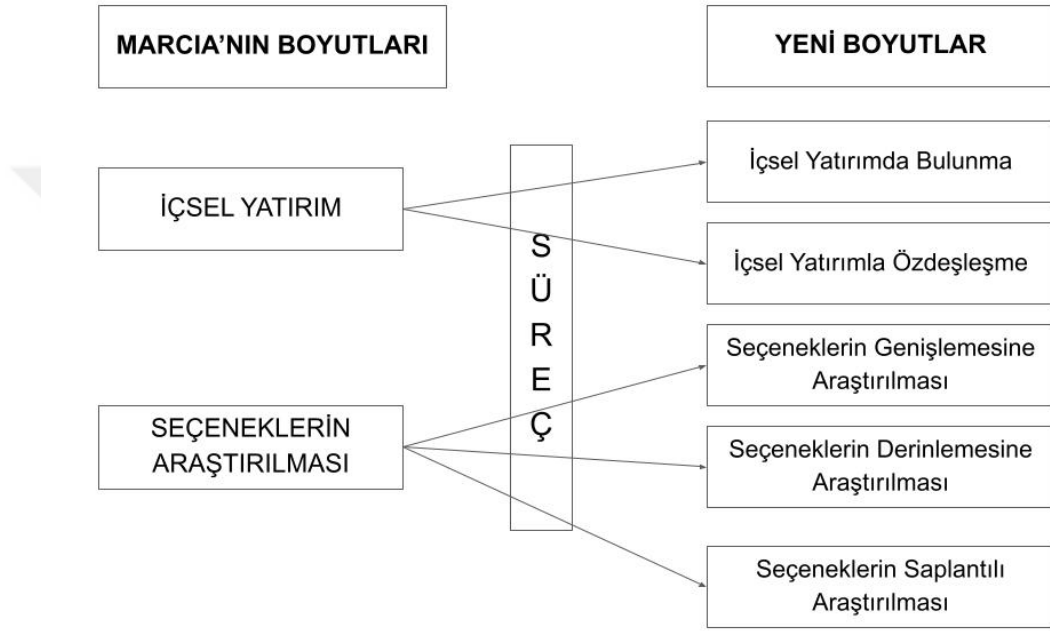 MARCIA’NIN BOYUTLARI
YENİ BOYUTLAR
İÇSEL YATIRIM
SEÇENEKLERİN
ARAŞTIRILMASI
S
Ü
R
E
Ç
İçsel Yatırımda Bulunma
İçsel Yatırımla Özdeşleşme
Seçeneklerin Genişlemesine
Araştırılması
Seçeneklerin Derinlemesine
Araştırılması
Seçeneklerin Saplantılı
Araştırılması